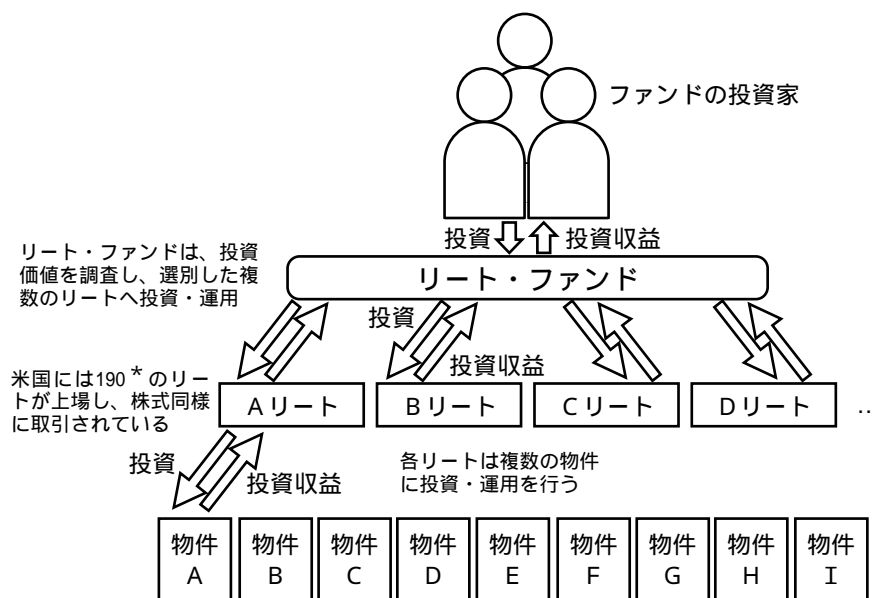 ファンドの投資家
投資
投資収益
リート・ファンドは、投資
価値を調査し、選別した複
数のリートへ投資・運用
リート・ファンド
投資
投資収益
米国には190*のリー
トが上場し、株式同様
に取引されている
Aリート
Bリート
Cリート
Dリート
‥
投資
投資収益
各リートは複数の物件
に投資・運用を行う
物件
A
物件
B
物件
C
物件
D
物件
E
物件
F
物件
G
物件
H
物件
I